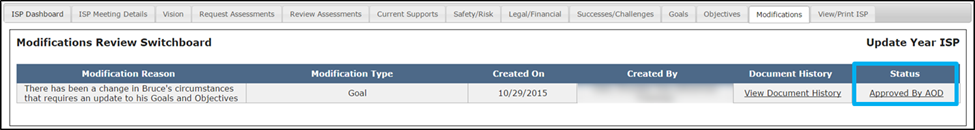 ISP Dashboard ISP Meeting Details Vision Request Assessments Review Assessments Current Supports Safety/Risk Legal/Financial Successes/Challenges Goals Objectives Modifications View/Print ISP
Modifications Review Switchboard Update Year ISP
Modification Reason Modification Type Created On Created By Document History Status
There has been a change in Bruce's circumstances
that requires an update to his Goals and Objectives Goal 10/29/2015 View Document History Approved By AOD